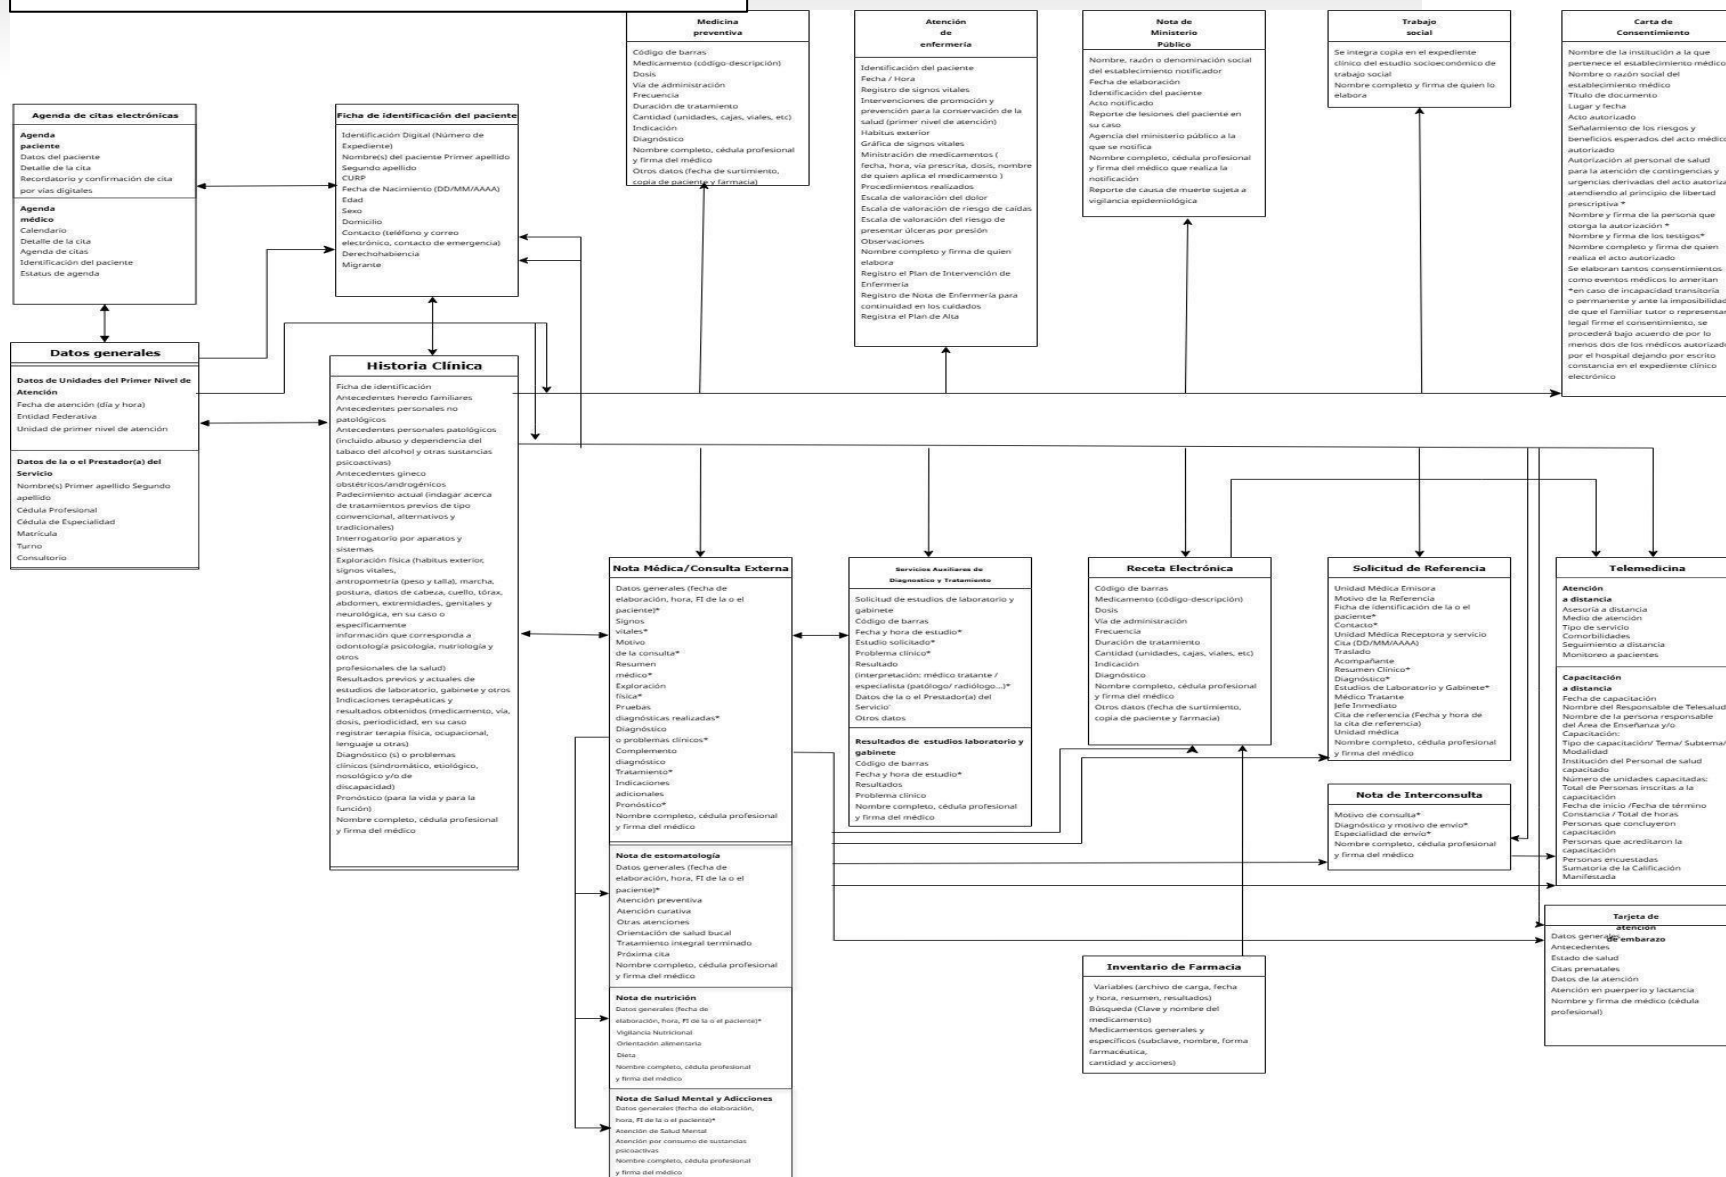 Medicina
preventiva
Código de barras
Medicamento (código-descripción)
Dosis
Vía de administración
Frecuencia
Duración de tratamiento
Cantidad (unidades, cajas, viales, etc)
Indicación
Diagnóstico
Nombre completo, cédula profesional
y firma del médico
Otros datos (fecha de surtimiento,
copia de paciente y farmacia)
Atención
de
enfermería
Identificación del paciente
Fecha / Hora
Registro de signos vitales
Intervenciones de promoción y
prevención para la conservación de la
salud (primer nivel de atención)
Habitus exterior
Gráfica de signos vitales
Ministración de medicamentos (
fecha, hora, vía prescrita, dosis, nombre
de quien aplica el medicamento )
Procedimientos realizados
Escala de valoración del dolor
Escala de valoración de riesgo de caídas
Escala de valoración del riesgo de
presentar úlceras por presión
Observaciones
Nombre completo y firma de quien
elabora
Registro el Plan de Intervención de
Enfermería
Registro de Nota de Enfermería para
continuidad en los cuidados
Registra el Plan de Alta
Nota de
Ministerio
Público
Nombre, razón o denominación social
del establecimiento notificador
Fecha de elaboración
Identificación del paciente
Acto notificado
Reporte de lesiones del paciente en
su caso
Agencia del ministerio público a la
que se notifica
Nombre completo, cédula profesional
y firma del médico que realiza la
notificación
Reporte de causa de muerte sujeta a
vigilancia epidemiológica
Trabajo
social
Se integra copia en el expediente
clínico del estudio socioeconómico de
trabajo social
Nombre completo y firma de quien lo
elabora
Carta de
Consentimiento
Nombre de la institución a la que
pertenece el establecimiento médico
Nombre o razón social del
establecimiento médico
Título de documento
Lugar y fecha
Acto autorizado
Señalamiento de los riesgos y
beneficios esperados del acto médico
autorizado
Autorización al personal de salud
para la atención de contingencias y
urgencias derivadas del acto autoriza
atendiendo al principio de libertad
prescriptiva *
Nombre y firma de la persona que
otorga la autorización *
Nombre y firma de los testigos*
Nombre completo y firma de quien
realiza el acto autorizado
Se elaboran tantos consentimientos
como eventos médicos lo ameritan
*en caso de incapacidad transitoria
o permanente y ante la imposibilidad
de que el familiar tutor o representan
legal firme el consentimiento, se
procederá bajo acuerdo de por lo
menos dos de los médicos autorizado
por el hospital dejando por escrito
constancia en el expediente clínico
electrónico
Agenda de citas electrónicas
Agenda
paciente
Datos del paciente
Detalle de la cita
Recordatorio y confirmación de cita
por vías digitales
Agenda
médico
Calendario
Detalle de la cita
Agenda de citas
Identificación del paciente
Estatus de agenda
Ficha de identificación del paciente
Identificación Digital (Número de
Expediente)
Nombre(s) del paciente Primer apellido
Segundo apellido
CURP
Fecha de Nacimiento (DD/MM/AAAA)
Edad
Sexo
Domicilio
Contacto (teléfono y correo
electrónico, contacto de emergencia)
Derechohabiencia
Migrante
Datos generales
Datos de Unidades del Primer Nivel de
Atención
Fecha de atención (día y hora)
Entidad Federativa
Unidad de primer nivel de atención
Datos de la o el Prestador(a) del
Servicio
Nombre(s) Primer apellido Segundo
apellido
Cédula Profesional
Cédula de Especialidad
Matrícula
Turno
Consultorio
Historia Clínica
Ficha de identificación
Antecedentes heredo familiares
Antecedentes personales no
patológicos
Antecedentes personales patológicos
(incluido abuso y dependencia del
tabaco del alcohol y otras sustancias
psicoactivas)
Antecedentes gineco
obstétricos/androgénicos
Padecimiento actual (indagar acerca
de tratamientos previos de tipo
convencional, alternativos y
tradicionales)
Interrogatorio por aparatos y
sistemas
Exploración física (habitus exterior,
signos vitales,
antropometría (peso y talla), marcha,
postura, datos de cabeza, cuello, tórax,
abdomen, extremidades, genitales y
neurológica, en su caso o
específicamente
información que corresponda a
odontología psicología, nutriología y
otros
profesionales de la salud)
Resultados previos y actuales de
estudios de laboratorio, gabinete y otros
Indicaciones terapéuticas y
resultados obtenidos (medicamento, vía,
dosis, periodicidad, en su caso
registrar terapia física, ocupacional,
lenguaje u otras)
Diagnóstico (s) o problemas
clínicos (sindromático, etiológico,
nosológico y/o de
discapacidad)
Pronóstico (para la vida y para la
función)
Nombre completo, cédula profesional
y firma del médico
Nota Médica/Consulta Externa
Datos generales (fecha de
elaboración, hora, FI de la o el
paciente)*
Signos
vitales*
Motivo
de la consulta*
Resumen
médico*
Exploración
física*
Pruebas
diagnósticas realizadas*
Diagnóstico
o problemas clínicos*
Complemento
diagnóstico
Tratamiento*
Indicaciones
adicionales
Pronóstico*
Nombre completo, cédula profesional
y firma del médico
Nota de estomatología
Datos generales (fecha de
elaboración, hora, FI de la o el
paciente)*
Atención preventiva
Atención curativa
Otras atenciones
Orientación de salud bucal
Tratamiento integral terminado
Próxima cita
Nombre completo, cédula profesional
y firma del médico
Nota de nutrición
Datos generales (fecha de
elaboración, hora, FI de la o el paciente)*
Vigilancia Nutricional
Orientación alimentaria
Dieta
Nombre completo, cédula profesional
y firma del médico
Nota de Salud Mental y Adicciones
Datos generales (fecha de elaboración,
hora, FI de la o el paciente)*
Atención de Salud Mental
Atención por consumo de sustancias
psicoactivas
Nombre completo, cédula profesional
y firma del médico
Servicios Auxiliares de
Diagnostico y Tratamiento
Solicitud de estudios de laboratorio y
gabinete
Código de barras
Fecha y hora de estudio*
Estudio solicitado*
Problema clínico*
Resultado
(interpretación: médico tratante /
especialista (patólogo/ radiólogo...)*
Datos de la o el Prestador(a) del
Servicio'
Otros datos
Resultados de estudios laboratorio y
gabinete
Código de barras
Fecha y hora de estudio*
Resultados
Problema clínico
Nombre completo, cédula profesional
y firma del médico
Receta Electrónica
Código de barras
Medicamento (código-descripción)
Dosis
Vía de administración
Frecuencia
Duración de tratamiento
Cantidad (unidades, cajas, viales, etc)
Indicación
Diagnóstico
Nombre completo, cédula profesional
y firma del médico
Otros datos (fecha de surtimiento,
copia de paciente y farmacia)
Inventario de Farmacia
Variables (archivo de carga, fecha
y hora, resumen, resultados)
Búsqueda (Clave y nombre del
medicamento)
Medicamentos generales y
específicos (subclave, nombre, forma
farmacéutica,
cantidad y acciones)
Solicitud de Referencia
Unidad Médica Emisora
Motivo de la Referencia
Ficha de identificación de la o el
paciente*
Contacto*
Unidad Médica Receptora y servicio
Cita (DD/MM/AAAA)
Traslado
Acompañante
Resumen Clínico*
Diagnóstico*
Estudios de Laboratorio y Gabinete*
Médico Tratante
Jefe Inmediato
Cita de referencia (Fecha y hora de
la cita de referencia)
Unidad médica
Nombre completo, cédula profesional
y firma del médico
Nota de Interconsulta
Motivo de consulta*
Diagnóstico y motivo de envío*
Especialidad de envío*
Nombre completo, cédula profesional
y firma del médico
Telemedicina
Atención
a distancia
Asesoría a distancia
Medio de atención
Tipo de servicio
Comorbilidades
Seguimiento a distancia
Monitoreo a pacientes
Capacitación
a distancia
Fecha de capacitación
Nombre del Responsable de Telesalud
Nombre de la persona responsable
del Área de Enseñanza y/o
Capacitación:
Tipo de capacitación/ Tema/ Subtema/
Modalidad
Institución del Personal de salud
capacitado
Número de unidades capacitadas:
Total de Personas inscritas a la
capacitación
Fecha de inicio /Fecha de término
Constancia / Total de horas
Personas que concluyeron
capacitación
Personas que acreditaron la
capacitación
Personas encuestadas
Sumatoria de la Calificación
Manifestada
Tarjeta de
atención
de embarazo
Datos generales
Antecedentes
Estado de salud
Citas prenatales
Datos de la atención
Atención en puerperio y lactancia
Nombre y firma de médico (cédula
profesional)